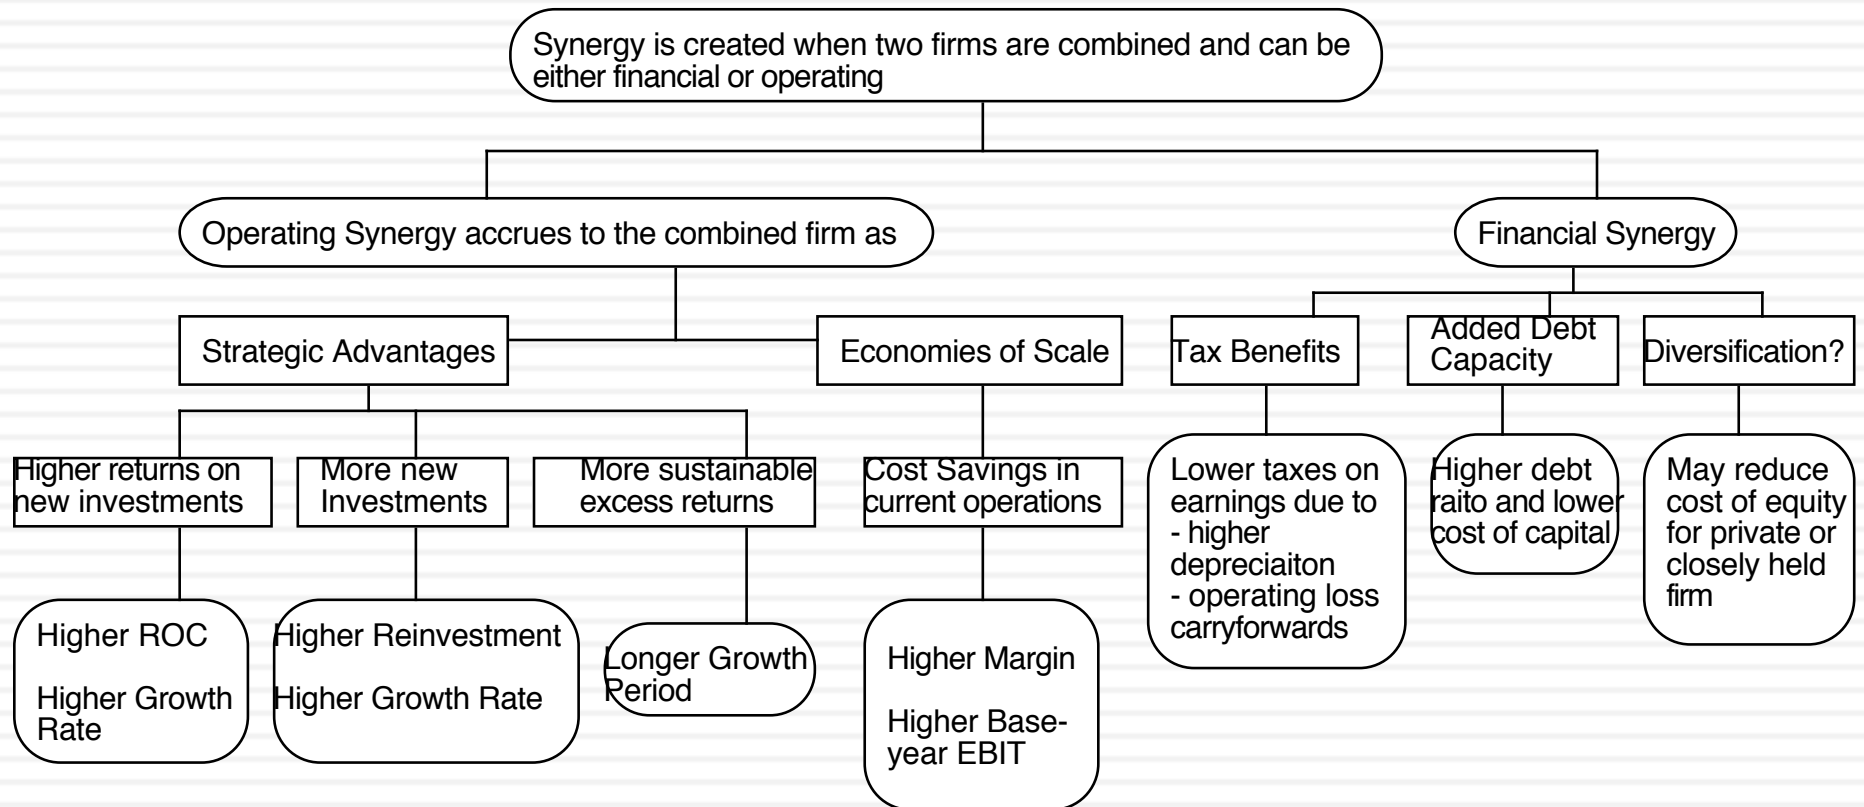 Synergy is created when two firms are combined and can be
either financial or operating
Operating Synergy accrues to the combined firm as
Financial Synergy
Strategic Advantages
Economies of Scale
Tax Benefits
Added Debt
Capacity
Diversification?
Higher returns on
new investments
More new
Investments
More sustainable
excess returns
Cost Savings in
current operations
Lower taxes on
earnings due to
- higher
depreciaiton
- operating loss
carryforwards
Higher debt
raito and lower
cost of capital
May reduce
cost of equity
for private or
closely held
firm
Higher ROC
Higher Growth
Rate
Higher Reinvestment
Higher Growth Rate
Longer Growth
Period
Higher Margin
Higher Base-
year EBIT